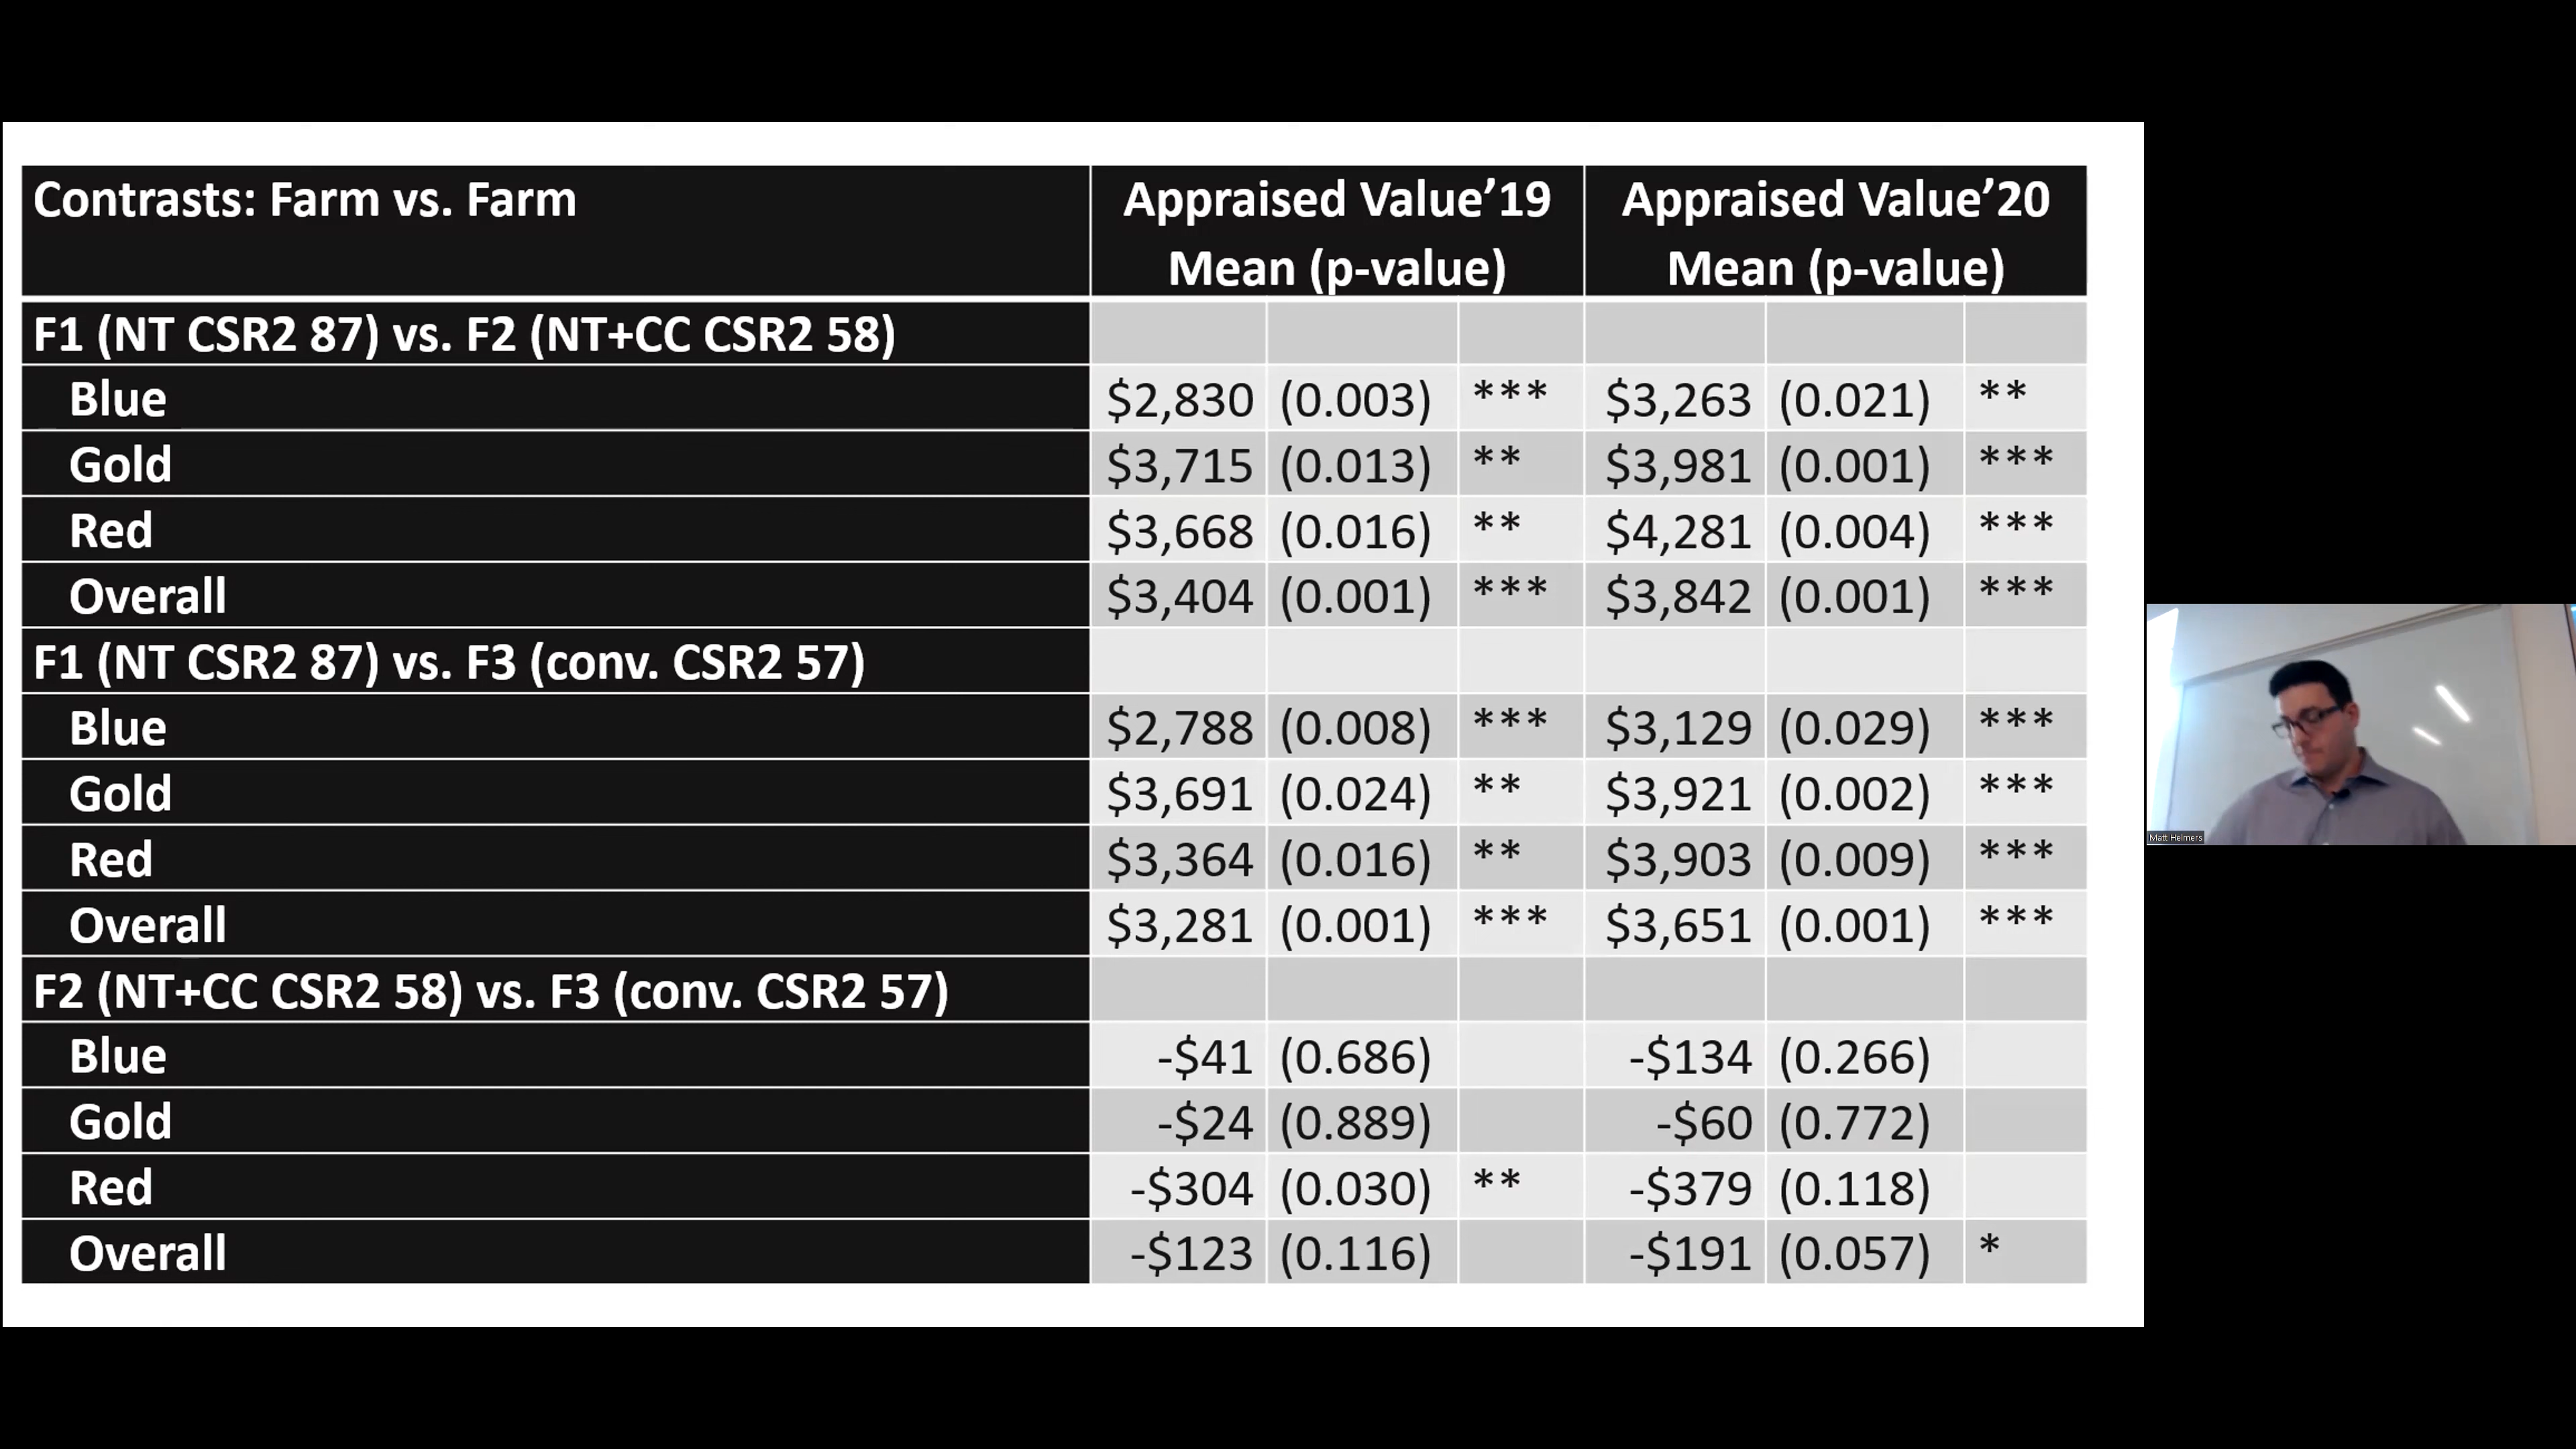 Contrasts: Farm vs. Farm Appraised Value’19 Appraised Value’20
Mean (p-value) Mean (p-value)
F1 (NT CSR2 87) vs. F2 (NT+CC CSR2 58)
Blue $2,830 (0.003) *** $3,263 (0.021) **
Gold $3,715 (0.013) ** $3,981 (0.001) ***
Red $3,668 (0.016) ** $4,281 (0.004) ***
Overall $3,404 (0.001) *** $3,842 (0.001) ***
F1 (NT CSR2 87) vs. F3 (conv. CSR2 57)
Blue $2,788 (0.008) *** $3,129 (0.029) ***
Gold $3,691 (0.024) ** $3,921 (0.002) ***
Red $3,364 (0.016) ** $3,903 (0.009) ***
Overall $3,281 (0.001) *** $3,651 (0.001) ***
F2 (NT+CC CSR2 58) vs. F3 (conv. CSR2 57)
Blue -$41 (0.686) -$134 (0.266)
Gold -$24 (0.889) -$60 (0.772)
Red -$304 (0.030) ** -$379 (0.118)
Overall -$123 (0.116) -$191 (0.057) *
Matt Helmers